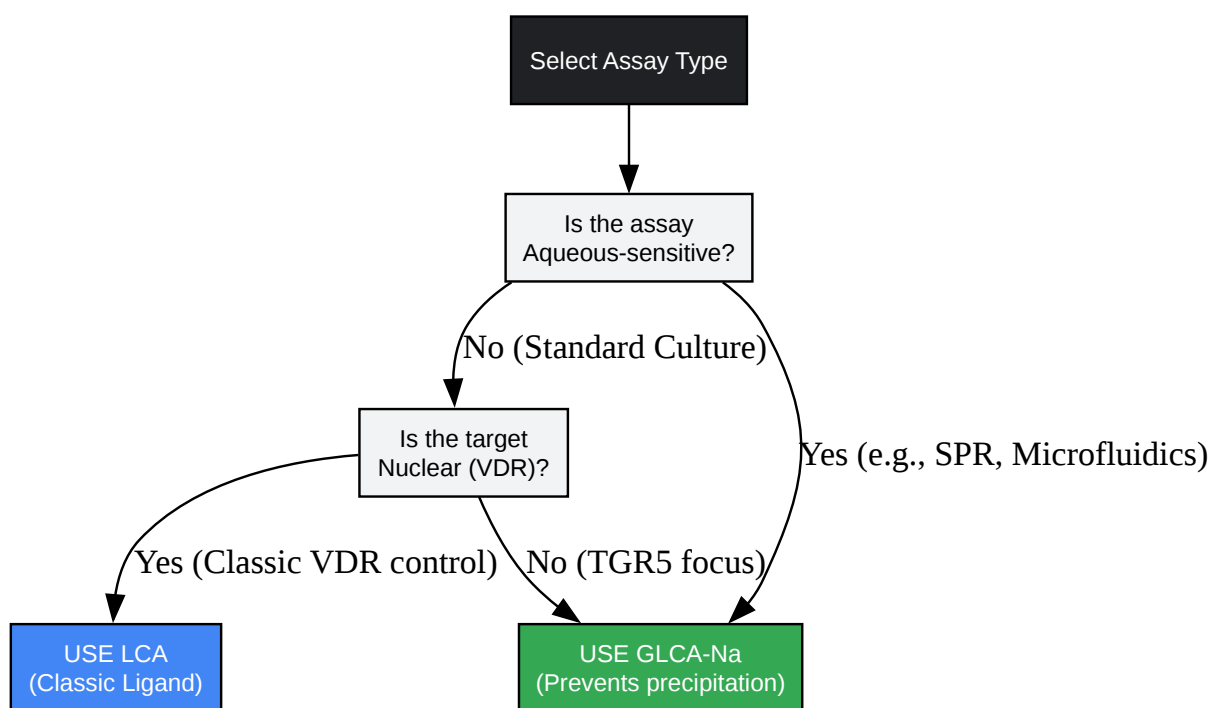 Select Assay Type
Is the assay
Aqueous-sensitive?
No (Standard Culture)
Is the target
Nuclear (VDR)?
Yes (e.g., SPR, Microfluidics)
Yes (Classic VDR control)
No (TGR5 focus)
USE LCA
(Classic Ligand)
USE GLCA-Na
(Prevents precipitation)